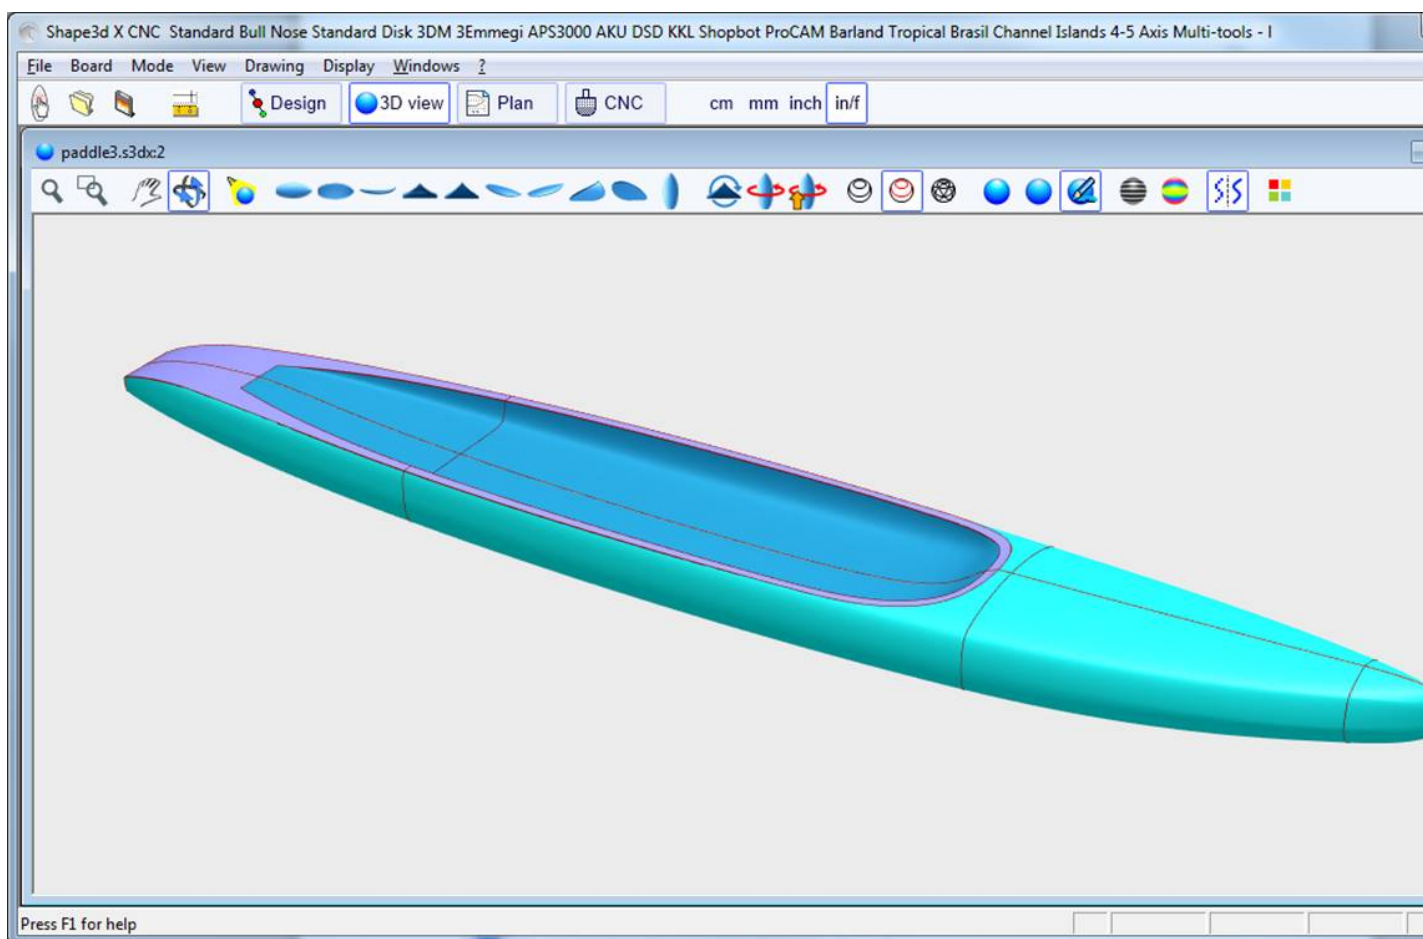 Shape3d X CNC Standard Bull Nose Standard Disk 3DM 3Emmegi APS3000 AKU DSD KKL Shopbot ProCAM Barland Tropical Brasil Channel Islands 4-5 Axis Multi-tools - I
File Board Mode View Drawing Display Windows ?
Design 3D view Plan CNC cm mm inch in/f
paddle3.s3dx:2
Press F1 for help